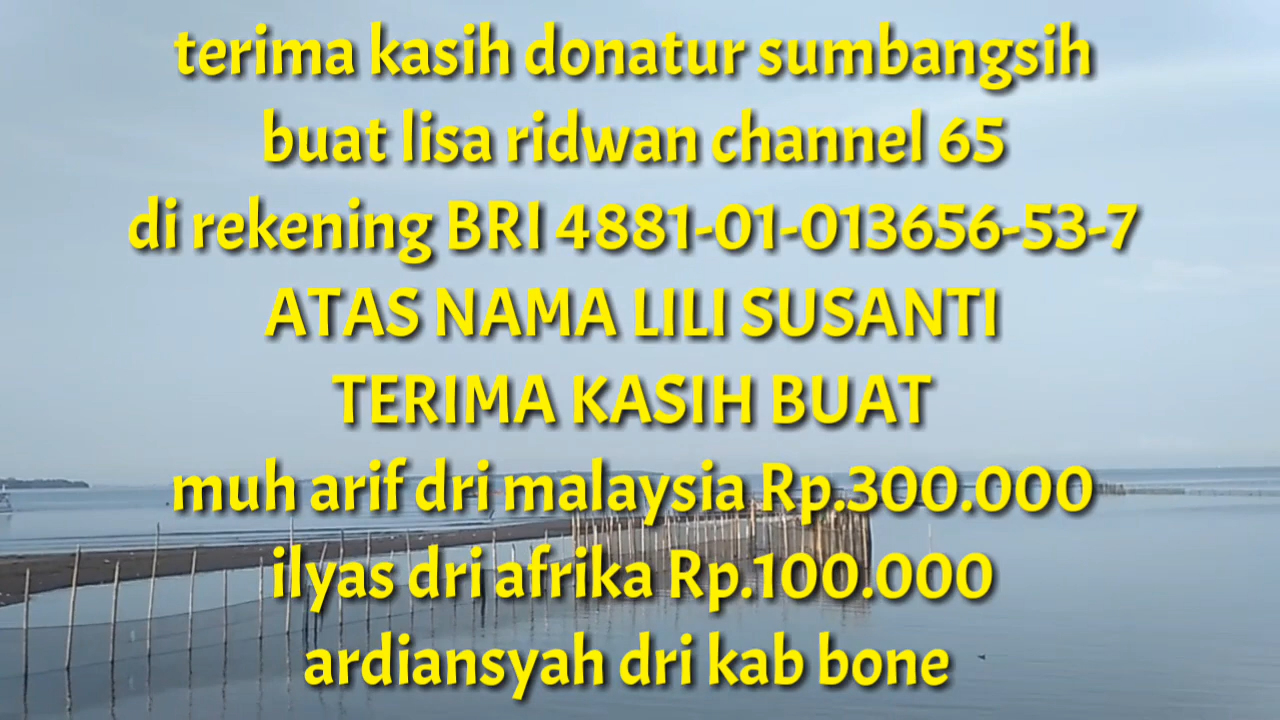 terima kasih donatur sumbangsih
buat lisa ridwan channel 65
di rekening BRI 4881-01-013656-53-7
ATAS NAMA LILI SUSANTI
TERIMA KASIH BUAT
muh arif dri malaysia Rp.300.000
ilyas dri afrika Rp.100.000
ardiansyah dri kab bone